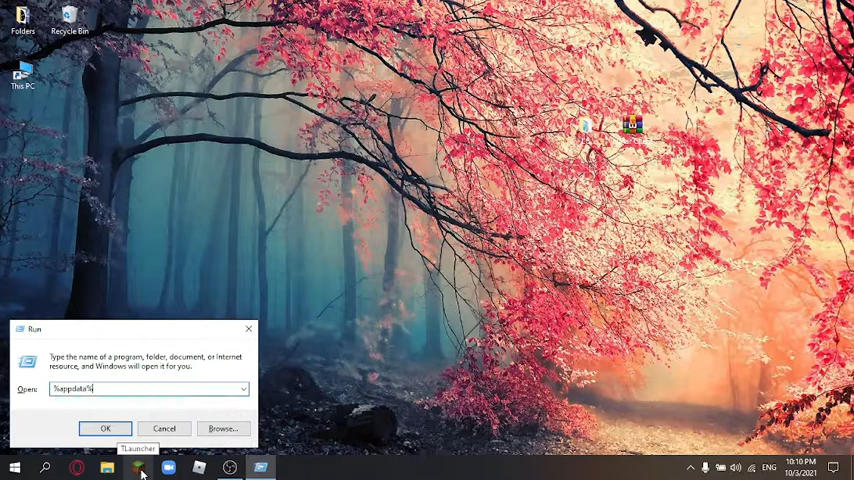 Folders
Recycle Bin
This PC
Run
Type the name of a program, folder, document, or Internet
resource, and Windows will open it for you.
Open:
%appdata%
OK
Cancel
Browse...
TLauncher
ENG
10:10 PM
10/3/2021